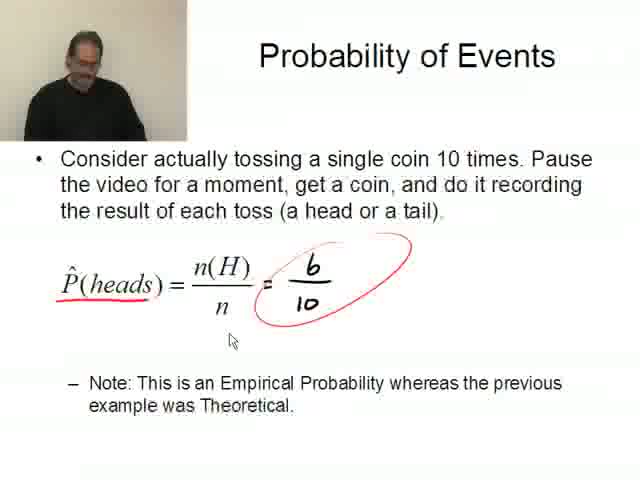 Probability of Events
• Consider actually tossing a single coin 10 times. Pause
the video for a moment, get a coin, and do it recording
the result of each toss (a head or a tail).
P̂(heads) = n(H)/n = 6/10
– Note: This is an Empirical Probability whereas the previous
example was Theoretical.